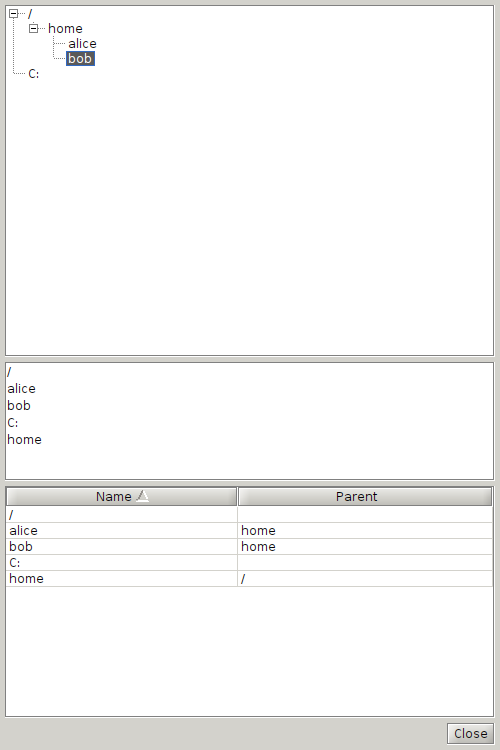 /
home
alice
bob
C:
/
alice
bob
C:
home
Name Parent
/
alice home
bob home
C:
home /
Close